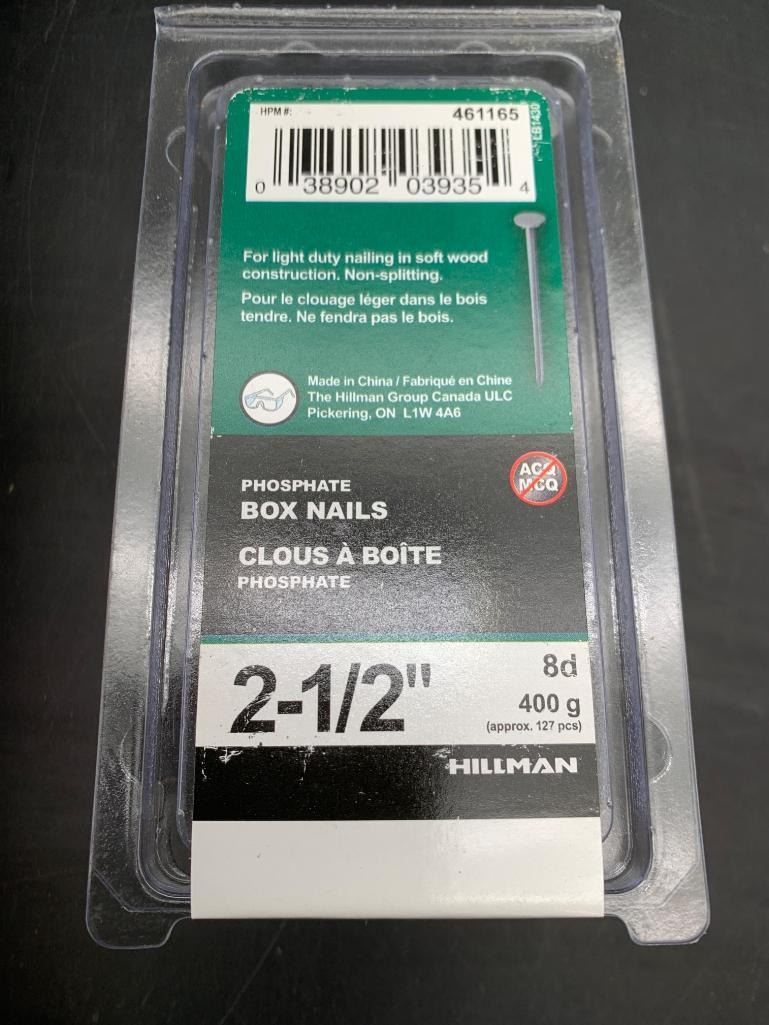 HPM #: 461165
EB1430
0 38902 03935 4
For light duty nailing in soft wood
construction. Non-splitting.
Pour le clouage léger dans le bois
tendre. Ne fendra pas le bois.
Made in China / Fabriqué en Chine
The Hillman Group Canada ULC
Pickering, ON L1W 4A6
ACQ
MCQ
PHOSPHATE
BOX NAILS
CLOUS À BOÎTE
PHOSPHATE
2-1/2"
8d
400 g
(approx. 127 pcs)
HILLMAN